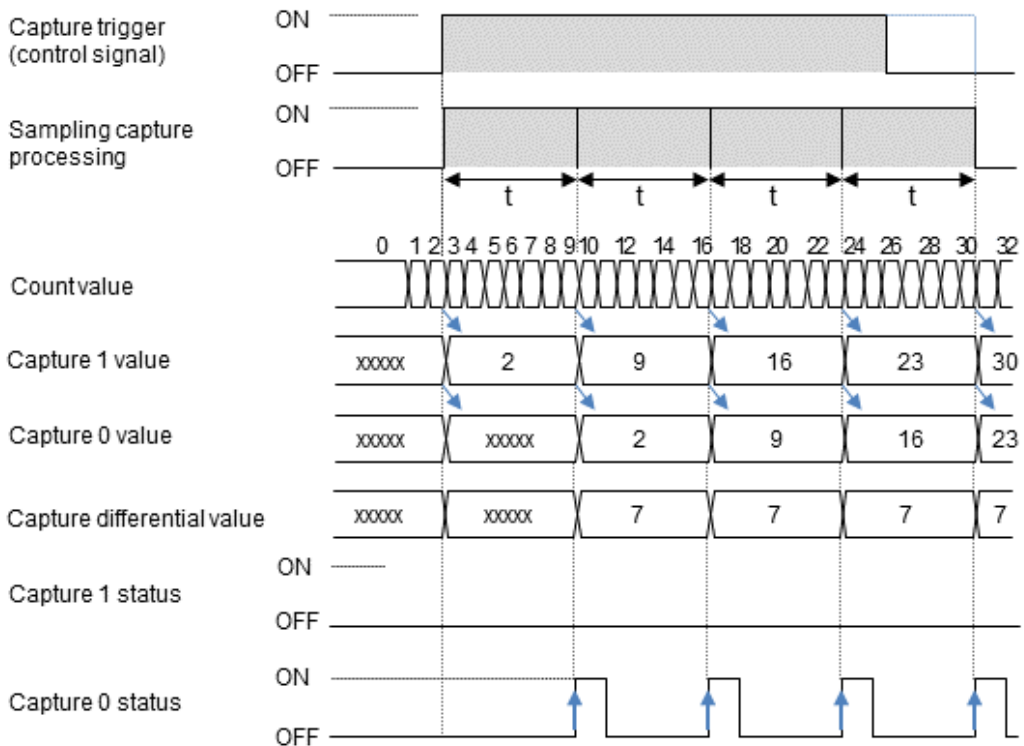 Capture trigger
(control signal)
ON
OFF
Sampling capture
processing
ON
OFF
t t t t
0 1 2 3 4 5 6 7 8 9 10 12 14 16 18 20 22 24 26 28 30 32
Count value
Capture 1 value xxxxx 2 9 16 23 30
Capture 0 value xxxxx xxxxx 2 9 16 23
Capture differential value xxxxx xxxxx 7 7 7 7
Capture 1 status
ON
OFF
Capture 0 status
ON
OFF